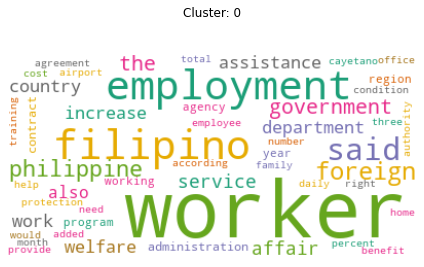 Cluster: 0
agreement total cayetano office
cost airport the assistance region
country employment condition
training contract increase agency government authority
employee department three
filipino said
according number
philippine year foreign
also working service family
help daily right
protection need worker home
work program affair
would added welfare administration percent
month provide benefit